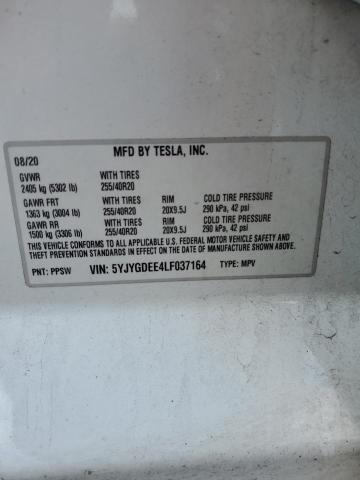 MFD BY TESLA, INC.
08/20
GVWR WITH TIRES
2405 kg (5302 lb) 255/40R20
GAWR FRT WITH TIRES RIM COLD TIRE PRESSURE
1363 kg (3004 lb) 255/40R20 20X9.5J 290 kPa, 42 psi
GAWR RR WITH TIRES RIM COLD TIRE PRESSURE
1500 kg (3306 lb) 255/40R20 20X9.5J 290 kPa, 42 psi
THIS VEHICLE CONFORMS TO ALL APPLICABLE U.S. FEDERAL MOTOR VEHICLE SAFETY AND
THEFT PREVENTION STANDARDS IN EFFECT ON THE DATE OF MANUFACTURE SHOWN ABOVE.
PNT: PPSW VIN: 5YJYGDEE4LF037164 TYPE: MPV